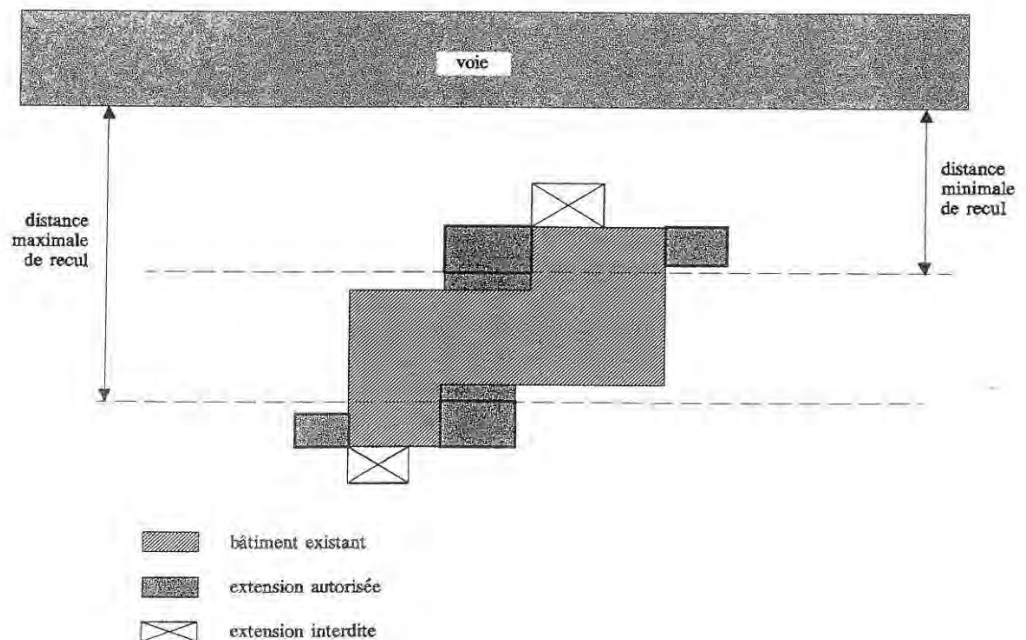 voie
distance
minimale
de recul
distance
maximale
de recul
bâtiment existant
extension autorisée
extension interdite